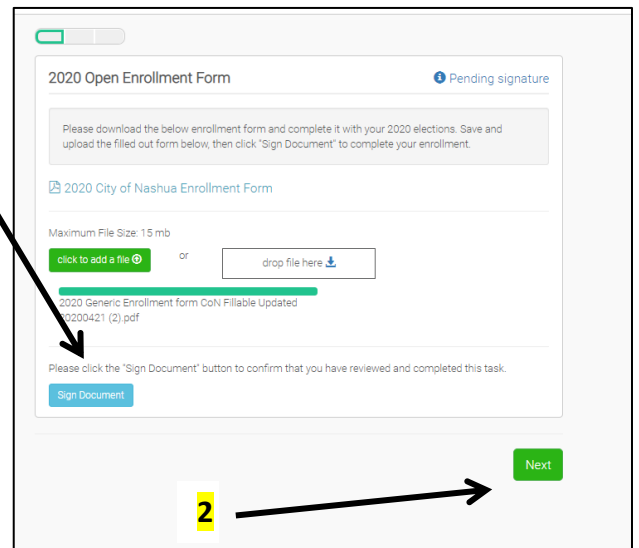 2020 Open Enrollment Form
Pending signature
Please download the below enrollment form and complete it with your 2020 elections. Save and
upload the filled out form below, then click "Sign Document" to complete your enrollment.
2020 City of Nashua Enrollment Form
Maximum File Size: 15 mb
click to add a file
or
drop file here
2020 Generic Enrollment form CoN Fillable Updated
20200421 (2).pdf
Please click the "Sign Document" button to confirm that you have reviewed and completed this task.
Sign Document
Next
2